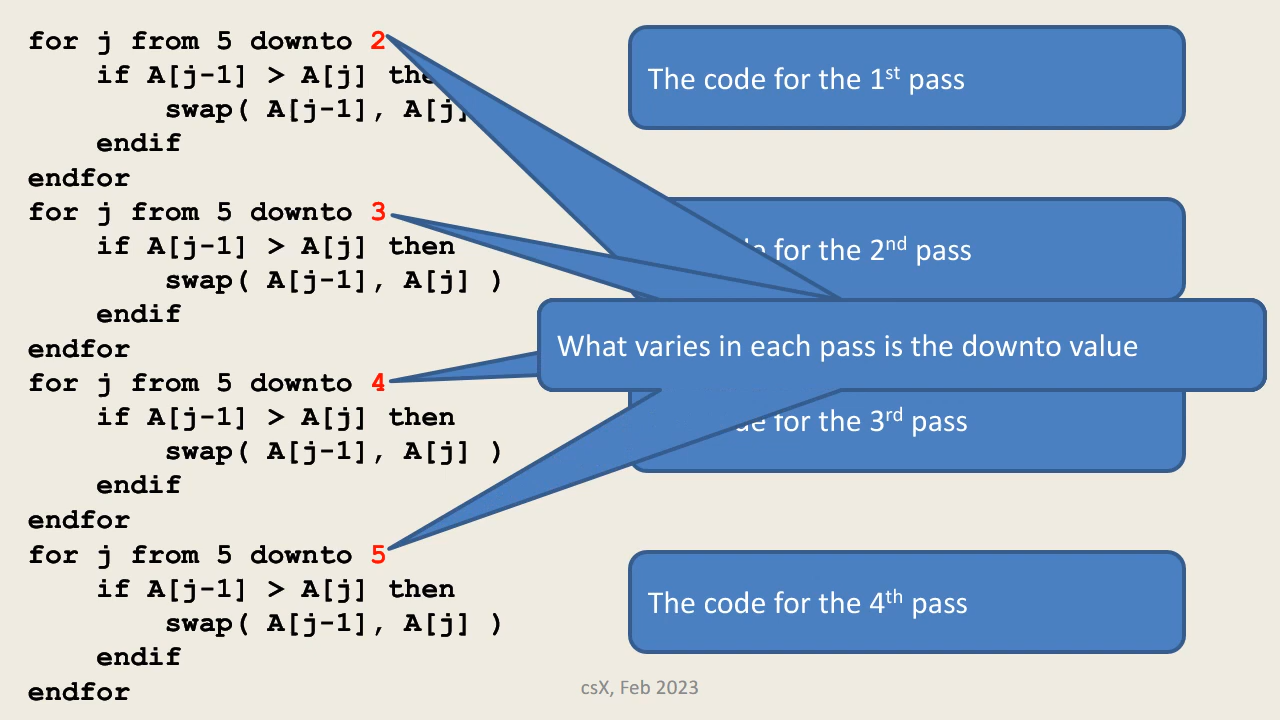 for j from 5 downto 2
if A[j-1] > A[j] then
swap( A[j-1], A[j]
endif
endfor
for j from 5 downto 3
if A[j-1] > A[j] then
swap( A[j-1], A[j] )
endif
endfor
for j from 5 downto 4
if A[j-1] > A[j] then
swap( A[j-1], A[j] )
endif
endfor
for j from 5 downto 5
if A[j-1] > A[j] then
swap( A[j-1], A[j] )
endif
endfor
The code for the 1st pass
for the 2nd pass
What varies in each pass is the downto value
for the 3rd pass
The code for the 4th pass
csX, Feb 2023